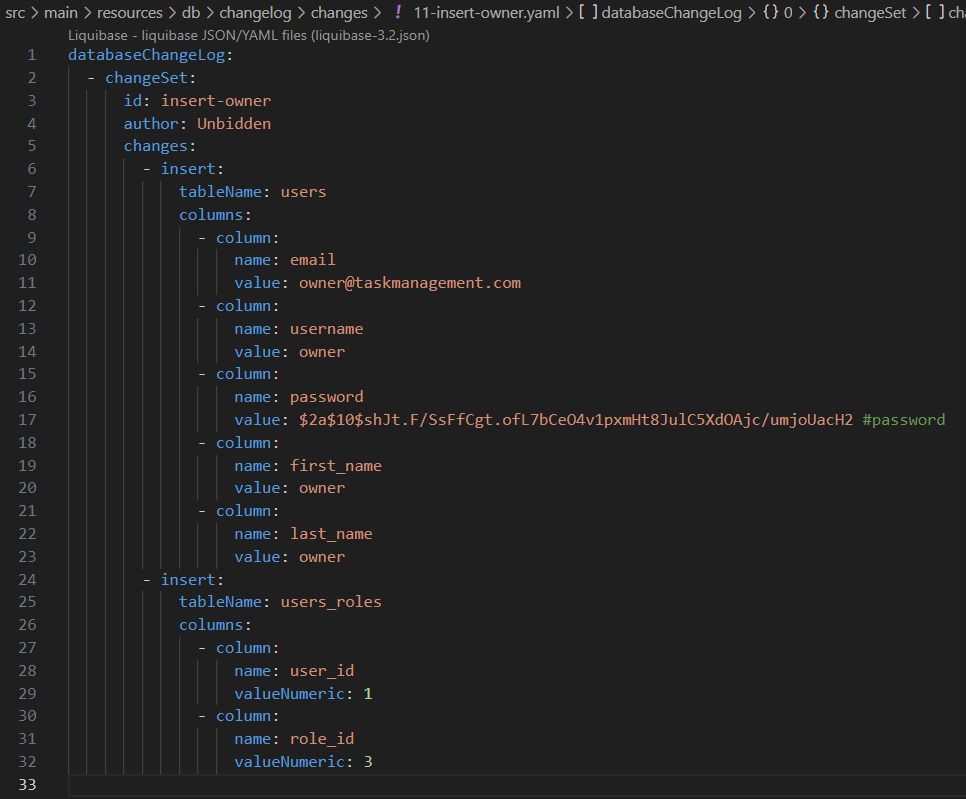 src > main > resources > db > changelog > changes > ! 11-insert-owner.yaml > [ ] databaseChangeLog > {} 0 > {} changeSet > [ ] cha
Liquibase - liquibase JSON/YAML files (liquibase-3.2.json)
1 databaseChangeLog:
2 - changeSet:
3 id: insert-owner
4 author: Unbidden
5 changes:
6 - insert:
7 tableName: users
8 columns:
9 - column:
10 name: email
11 value: owner@taskmanagement.com
12 - column:
13 name: username
14 value: owner
15 - column:
16 name: password
17 value: $2a$10$shJt.F/SsFfCgt.ofL7bCeO4v1pxmHt8JulC5XdOAjc/umjoUacH2 #password
18 - column:
19 name: first_name
20 value: owner
21 - column:
22 name: last_name
23 value: owner
24 - insert:
25 tableName: users_roles
26 columns:
27 - column:
28 name: user_id
29 valueNumeric: 1
30 - column:
31 name: role_id
32 valueNumeric: 3
33